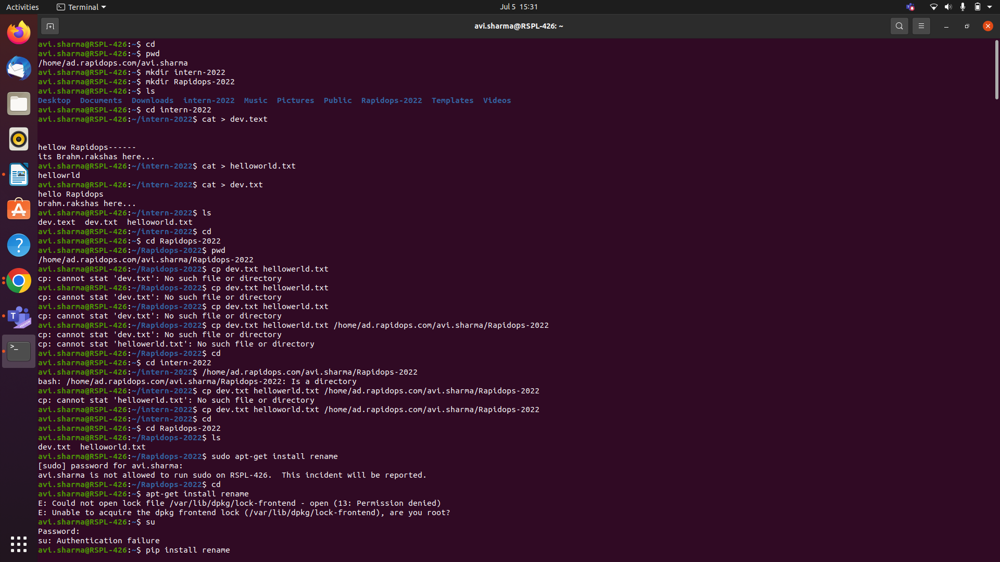 Activities
Terminal
Jul 5 15:31
avi.sharma@RSPL-426: ~
avi.sharma@RSPL-426:~$ cd
avi.sharma@RSPL-426:~$ pwd
/home/ad.rapidops.com/avi.sharma
avi.sharma@RSPL-426:~$ mkdir intern-2022
avi.sharma@RSPL-426:~$ mkdir Rapidops-2022
avi.sharma@RSPL-426:~$ ls
Desktop  Documents  Downloads  intern-2022  Music  Pictures  Public  Rapidops-2022  Templates  Videos
avi.sharma@RSPL-426:~$ cd intern-2022
avi.sharma@RSPL-426:~/intern-2022$ cat > dev.text
hellow Rapidops------
its Brahm.rakshas here...
avi.sharma@RSPL-426:~/intern-2022$ cat > helloworld.txt
hellowrld
avi.sharma@RSPL-426:~/intern-2022$ cat > dev.txt
hello Rapidops
brahm.rakshas here...
avi.sharma@RSPL-426:~/intern-2022$ ls
dev.text  dev.txt  helloworld.txt
avi.sharma@RSPL-426:~/intern-2022$ cd
avi.sharma@RSPL-426:~$ cd Rapidops-2022
avi.sharma@RSPL-426:~/Rapidops-2022$ pwd
/home/ad.rapidops.com/avi.sharma/Rapidops-2022
avi.sharma@RSPL-426:~/Rapidops-2022$ cp dev.txt hellowerld.txt
cp: cannot stat 'dev.txt': No such file or directory
avi.sharma@RSPL-426:~/Rapidops-2022$ cp dev.txt hellowerld.txt
cp: cannot stat 'dev.txt': No such file or directory
avi.sharma@RSPL-426:~/Rapidops-2022$ cp dev.txt hellowerld.txt
cp: cannot stat 'dev.txt': No such file or directory
avi.sharma@RSPL-426:~/Rapidops-2022$ cp dev.txt hellowerld.txt /home/ad.rapidops.com/avi.sharma/Rapidops-2022
cp: cannot stat 'dev.txt': No such file or directory
cp: cannot stat 'hellowerld.txt': No such file or directory
avi.sharma@RSPL-426:~/Rapidops-2022$ cd
avi.sharma@RSPL-426:~$ cd intern-2022
avi.sharma@RSPL-426:~/intern-2022$ /home/ad.rapidops.com/avi.sharma/Rapidops-2022
bash: /home/ad.rapidops.com/avi.sharma/Rapidops-2022: Is a directory
avi.sharma@RSPL-426:~/intern-2022$ cp dev.txt hellowerld.txt /home/ad.rapidops.com/avi.sharma/Rapidops-2022
cp: cannot stat 'hellowerld.txt': No such file or directory
avi.sharma@RSPL-426:~/intern-2022$ cp dev.txt helloworld.txt /home/ad.rapidops.com/avi.sharma/Rapidops-2022
avi.sharma@RSPL-426:~/intern-2022$ cd
avi.sharma@RSPL-426:~$ cd Rapidops-2022
avi.sharma@RSPL-426:~/Rapidops-2022$ ls
dev.txt  helloworld.txt
avi.sharma@RSPL-426:~/Rapidops-2022$ sudo apt-get install rename
[sudo] password for avi.sharma:
avi.sharma is not allowed to run sudo on RSPL-426.  This incident will be reported.
avi.sharma@RSPL-426:~/Rapidops-2022$ cd
avi.sharma@RSPL-426:~$ apt-get install rename
E: Could not open lock file /var/lib/dpkg/lock-frontend - open (13: Permission denied)
E: Unable to acquire the dpkg frontend lock (/var/lib/dpkg/lock-frontend), are you root?
avi.sharma@RSPL-426:~$ su
Password:
su: Authentication failure
avi.sharma@RSPL-426:~$ pip install rename